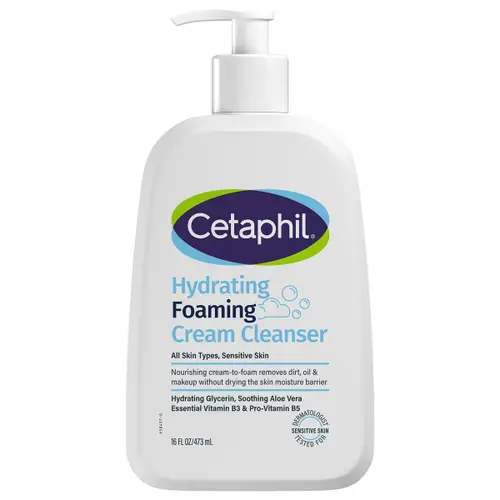 Cetaphil®
Hydrating
Foaming
Cream Cleanser
All Skin Types, Sensitive Skin
Nourishing cream-to-foam removes dirt, oil &
makeup without drying the skin moisture barrier
Hydrating Glycerin, Soothing Aloe Vera
Essential Vitamin B3 & Pro-Vitamin B5
DERMATOLOGIST
SENSITIVE SKIN
TESTED FOR
16 FL OZ/473 mL